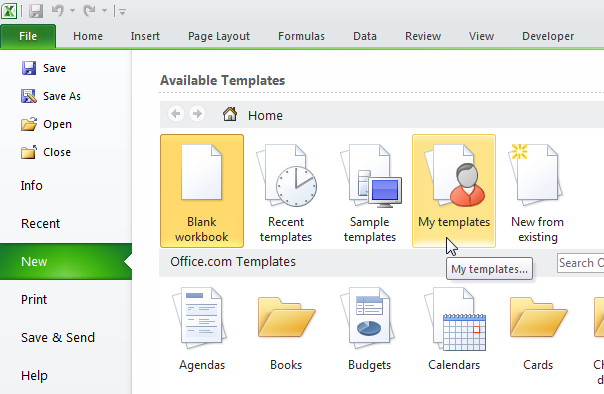 File Home Insert Page Layout Formulas Data Review View Developer
Save
Save As
Open
Close
Info
Recent
New
Print
Save & Send
Help
Available Templates
Home
Blank workbook
Recent templates
Sample templates
My templates
New from existing
Office.com Templates
My templates...
Search O
Agendas
Books
Budgets
Calendars
Cards